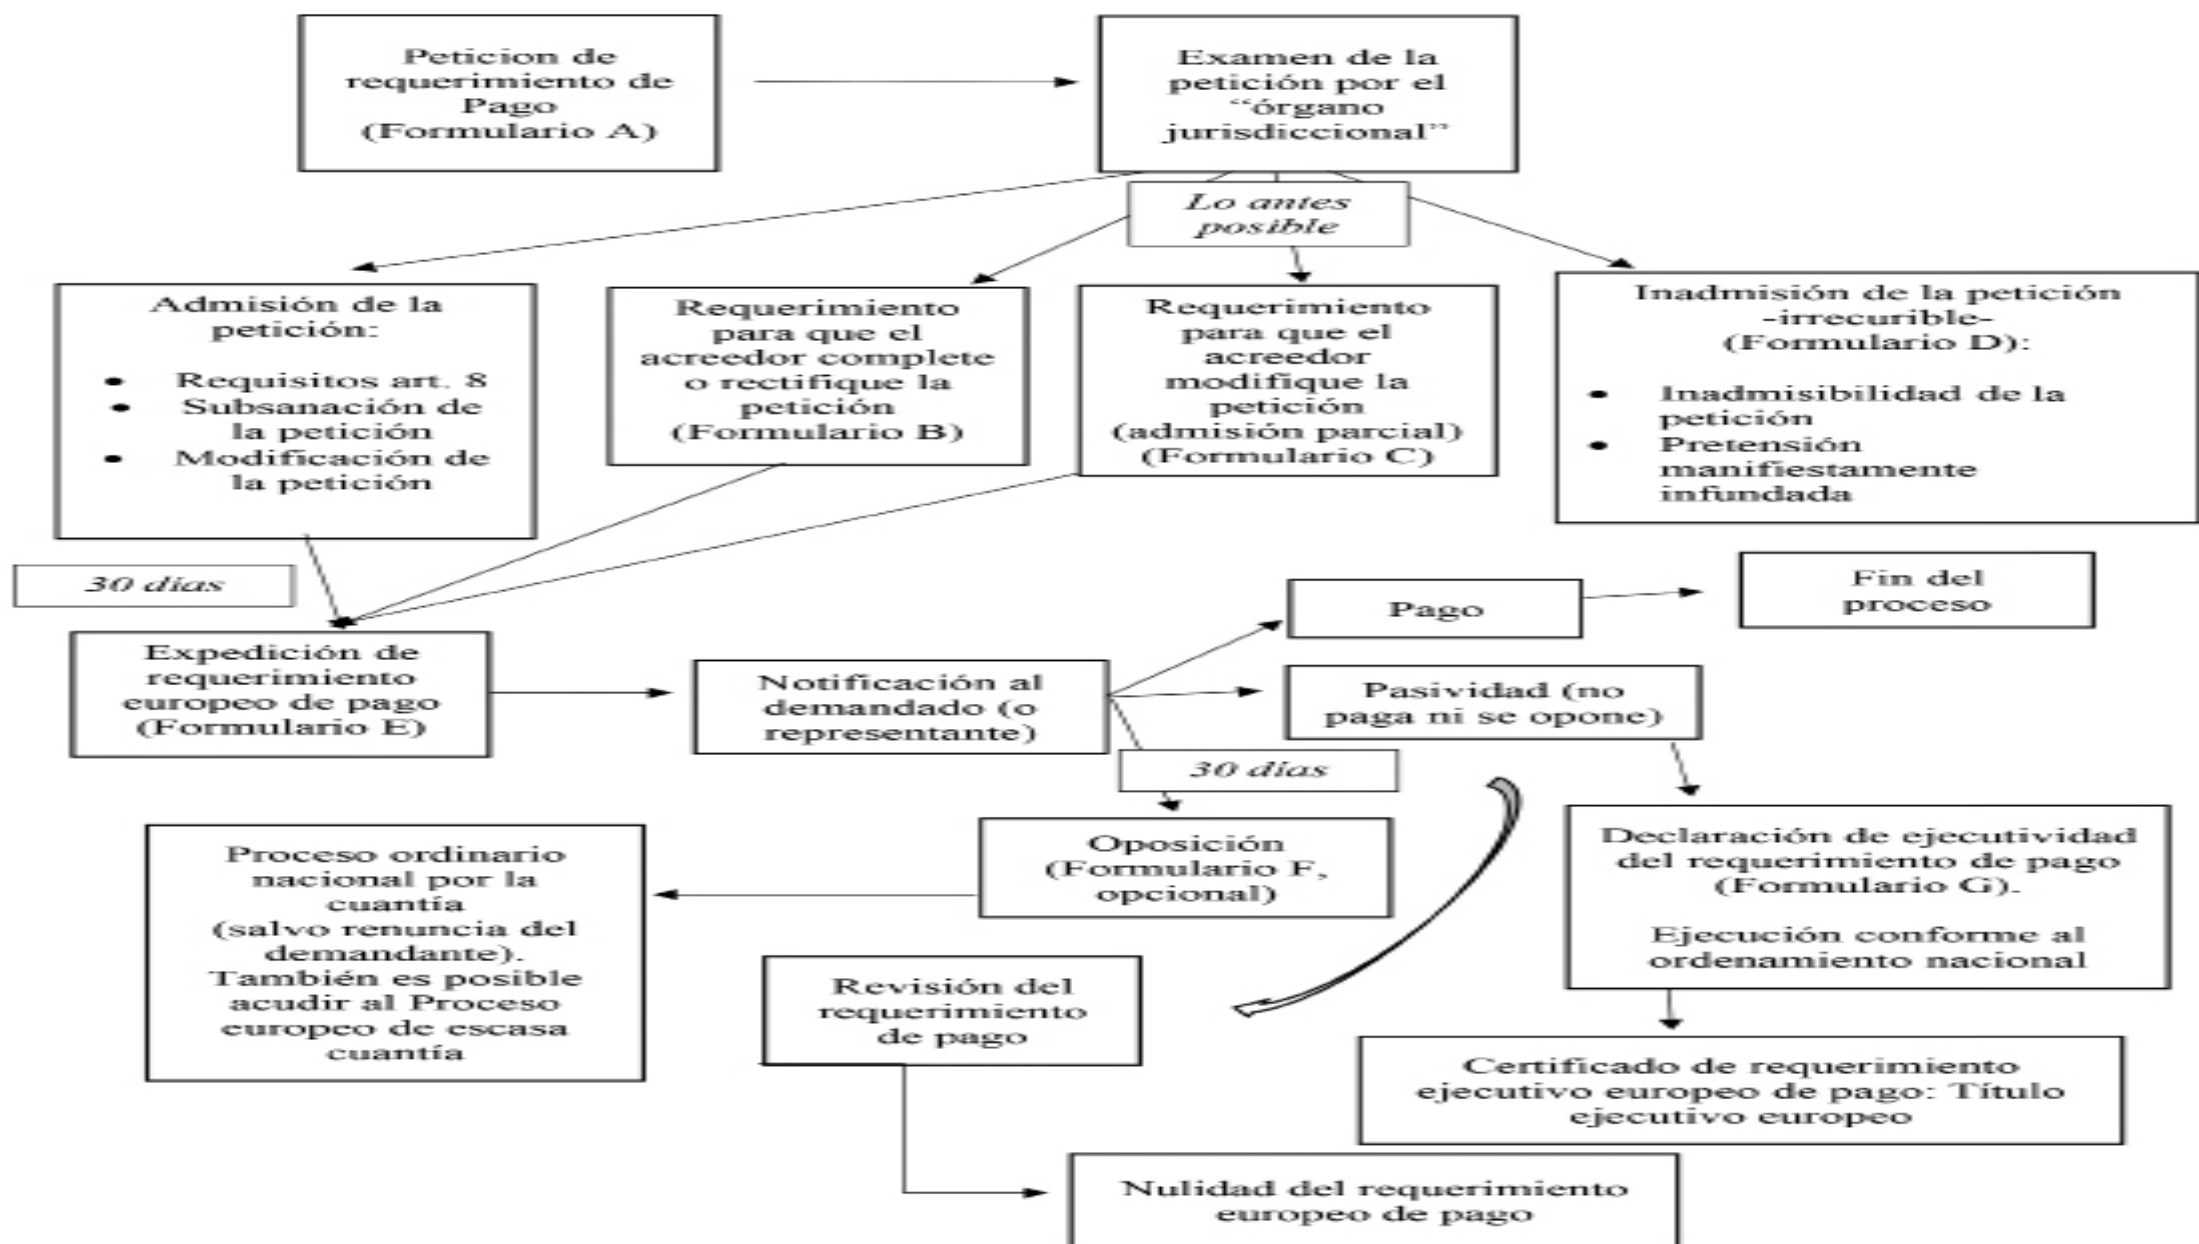 Peticion de
requerimiento de
Pago
(Formulario A)
Examen de la
petición por el
“órgano
jurisdiccional”
Lo antes
posible
Admisión de la
petición:
• Requisitos art. 8
• Subsanación de
la petición
• Modificación de
la petición
Requerimiento
para que el
acreedor complete
o rectifique la
petición
(Formulario B)
Requerimiento
para que el
acreedor
modifique la
petición
(admisión parcial)
(Formulario C)
Inadmisión de la petición
-irrecurible-
(Formulario D):
• Inadmisibilidad de la
petición
• Pretensión
manifiestamente
infundada
30 días
Expedición de
requerimiento
europeo de pago
(Formulario E)
Notificación al
demandado (o
representante)
Pago
Fin del
proceso
Pasividad (no
paga ni se opone)
30 días
Oposición
(Formulario F,
opcional)
Proceso ordinario
nacional por la
cuantía
(salvo renuncia del
demandante).
También es posible
acudir al Proceso
europeo de escasa
cuantía
Declaración de ejecutividad
del requerimiento de pago
(Formulario G).
Ejecución conforme al
ordenamiento nacional
Revisión del
requerimiento
de pago
Certificado de requerimiento
ejecutivo europeo de pago: Título
ejecutivo europeo
Nulidad del requerimiento
europeo de pago